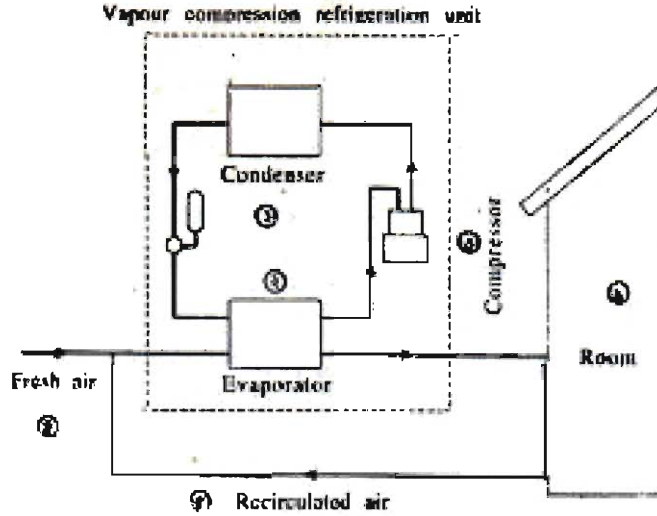 Vapour compression refrigeration unit
Condenser
Compressor
Evaporator
Room
Fresh air
Recirculated air